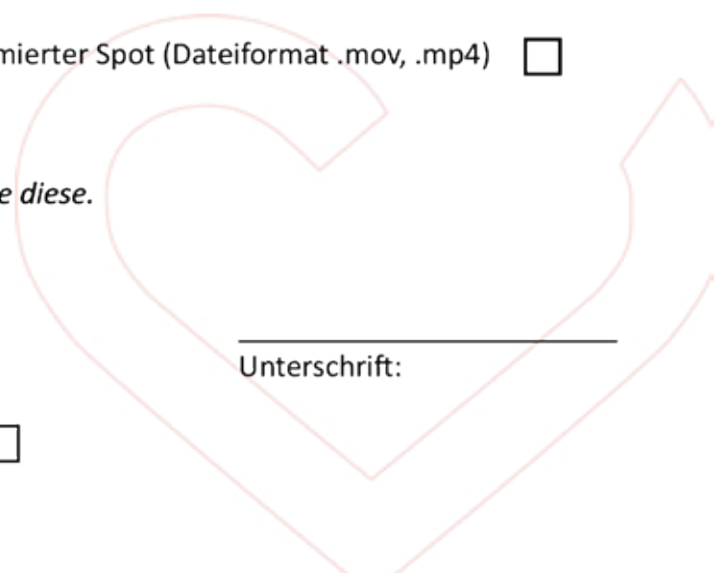 mierter Spot (Dateiformat .mov, .mp4)
e diese.
Unterschrift: